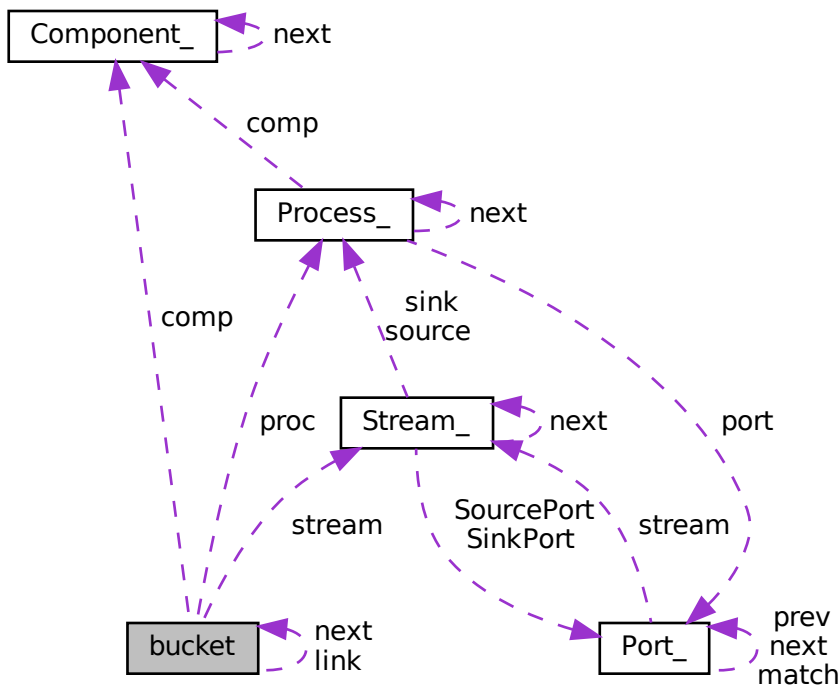 Component_
next
comp
Process_
next
sink
source
comp
Stream_
next
proc
port
SourcePort
SinkPort
stream
stream
bucket
next
link
Port_
prev
next
match